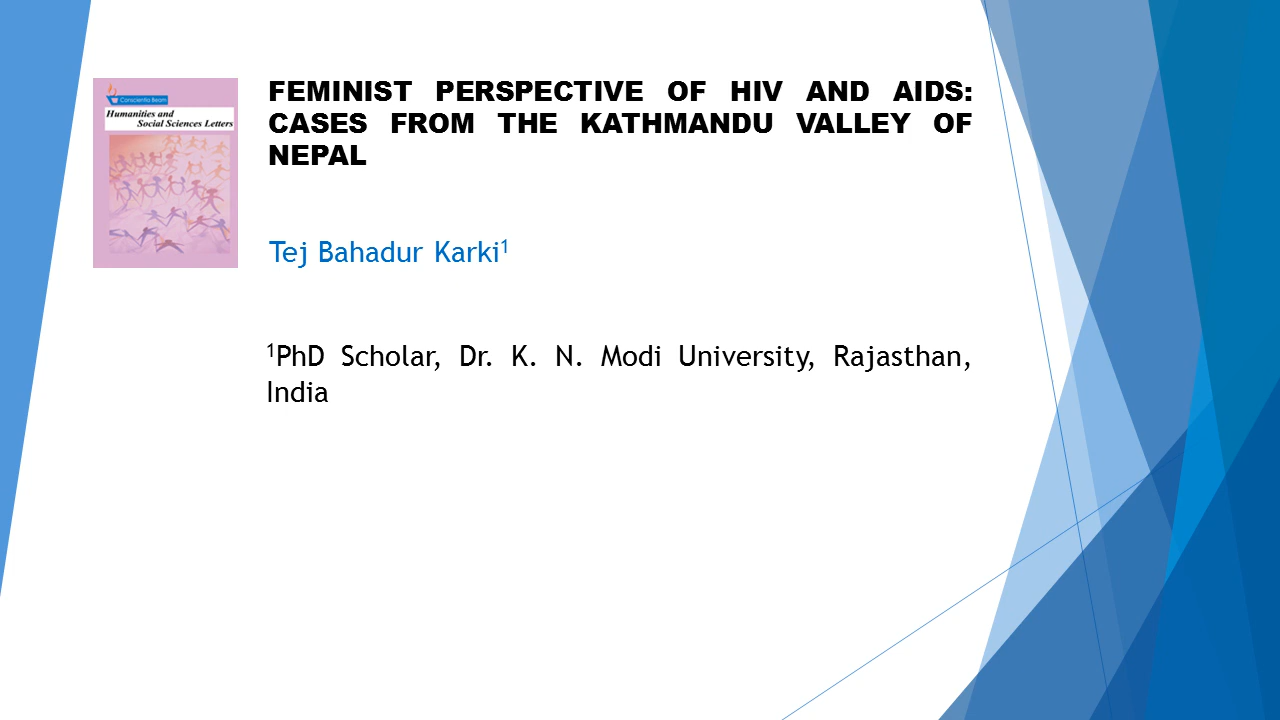 Conscientia Beam
Humanities and
Social Sciences Letters
FEMINIST PERSPECTIVE OF HIV AND AIDS:
CASES FROM THE KATHMANDU VALLEY OF
NEPAL
Tej Bahadur Karki¹
¹PhD Scholar, Dr. K. N. Modi University, Rajasthan,
India